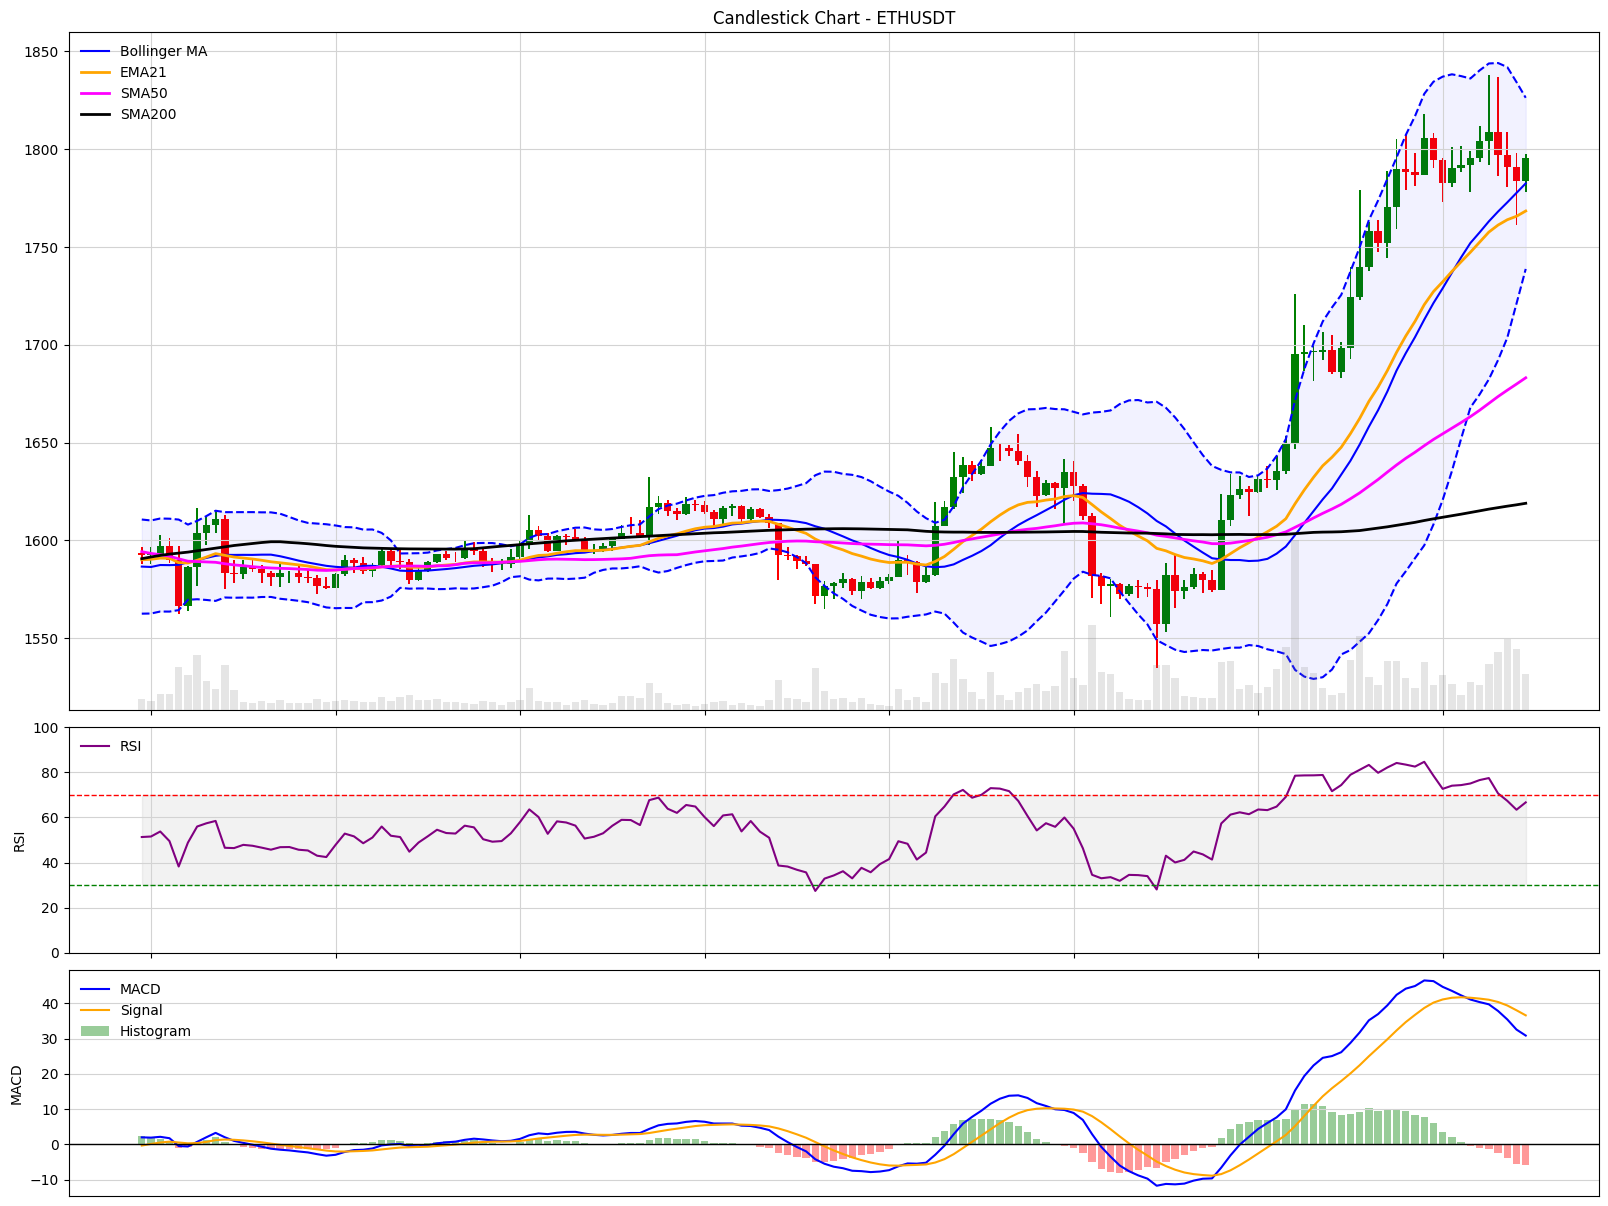 Candlestick Chart - ETHUSDT
1850
1800
1750
1700
1650
1600
1550
Bollinger MA
EMA21
SMA50
SMA200
100
80
60
40
20
0
RSI
RSI
40
30
20
10
0
−10
MACD
MACD
Signal
Histogram